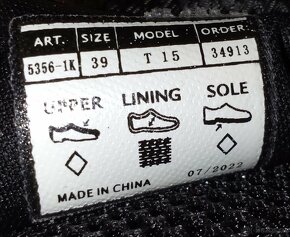 ART. SIZE MODEL : ORDER:
5356-1K 39 T 15 34913
UPPER LINING SOLE
07/2022
MADE IN CHINA